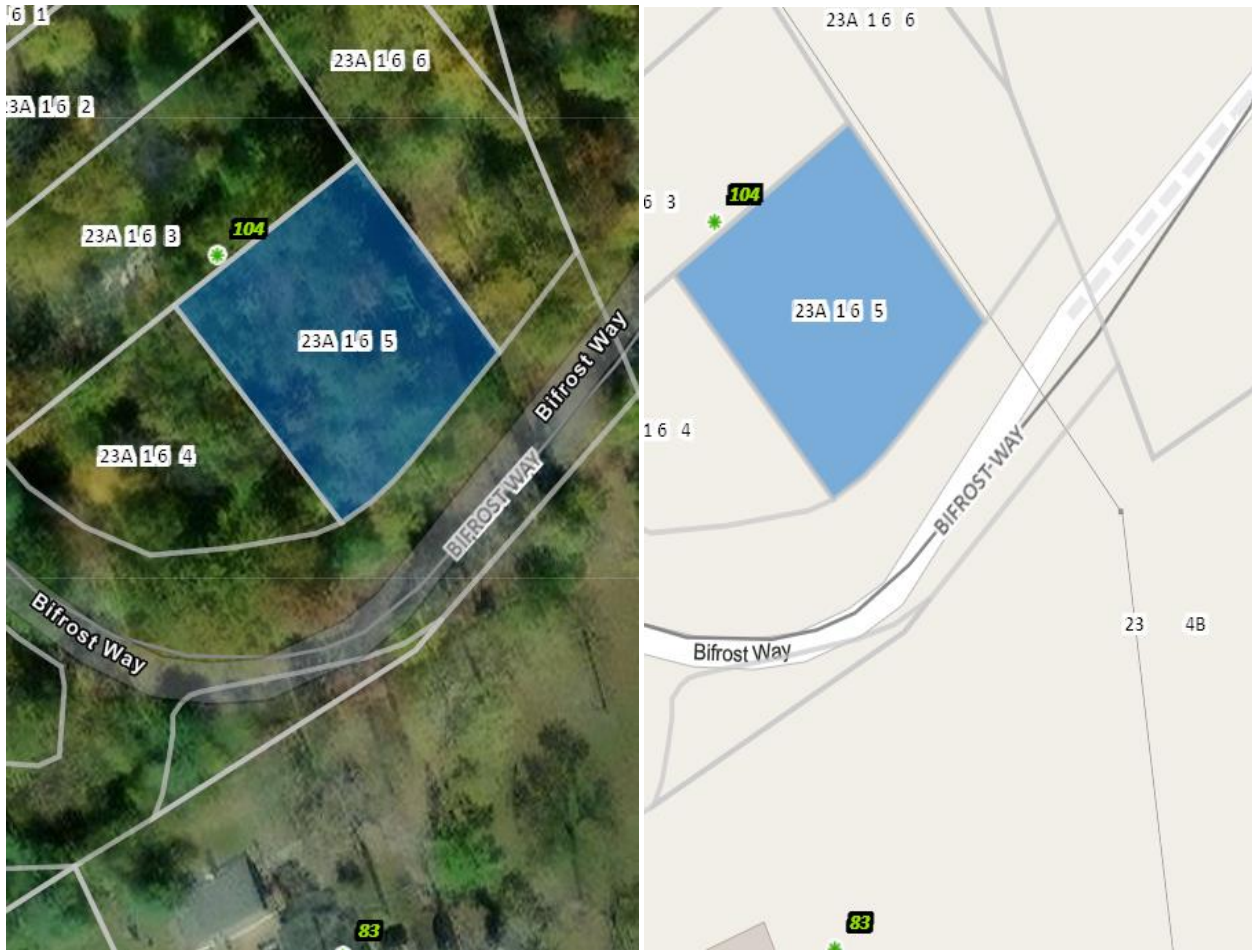 6 1
23A 1 6 6
23A 1 6 2
104
23A 1 6 3
23A 1 6 5
Bifrost Way
23A 1 6 4
BIFROST WAY
Bifrost Way
83
23A 1 6 6
104
6 3
23A 1 6 5
1 6 4
BIFROST WAY
23 4B
Bifrost Way
83